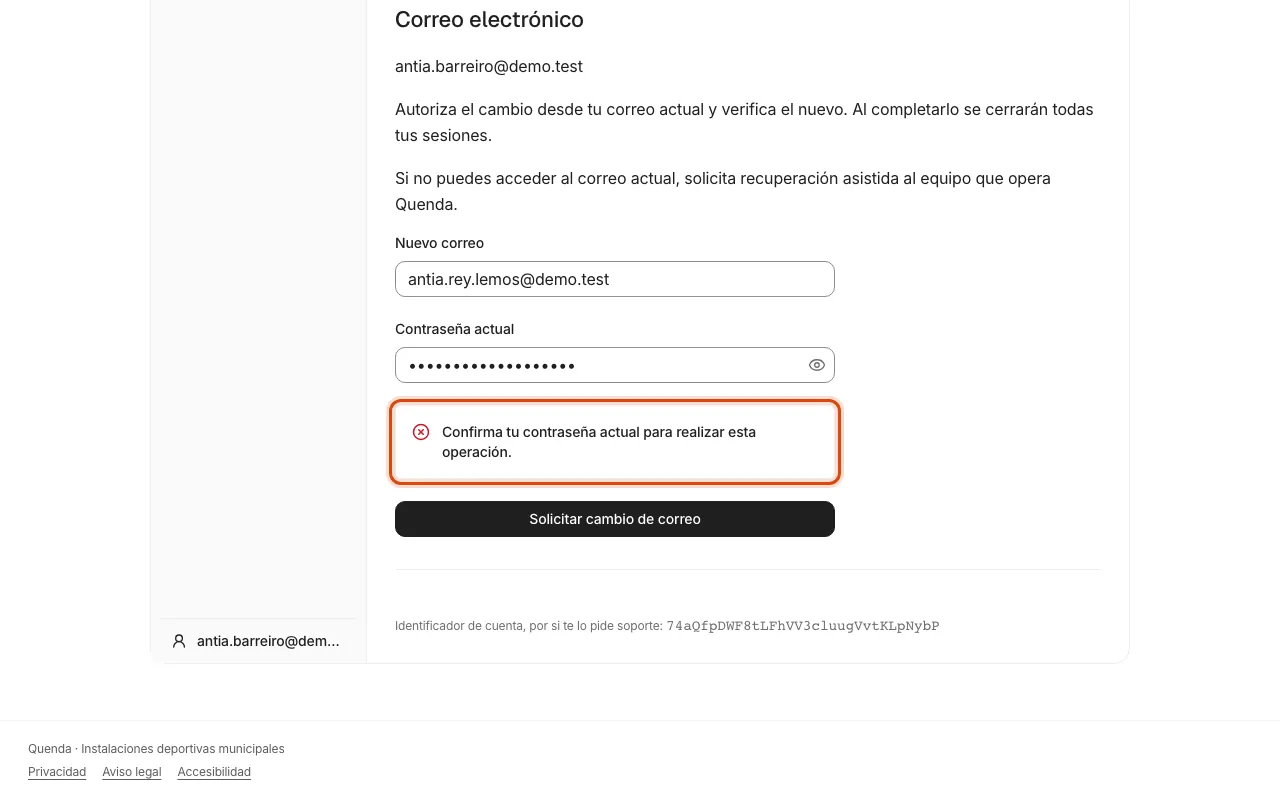 Correo electrónico
antia.barreiro@demo.test
Autoriza el cambio desde tu correo actual y verifica el nuevo. Al completarlo se cerrarán todas
tus sesiones.
Si no puedes acceder al correo actual, solicita recuperación asistida al equipo que opera
Quenda.
Nuevo correo
antia.rey.lemos@demo.test
Contraseña actual
•••••••••••••••••••
Confirma tu contraseña actual para realizar esta
operación.
Solicitar cambio de correo
Identificador de cuenta, por si te lo pide soporte: 74aQfpDWF8tLFhVV3cluugVvtKLpNybP
antia.barreiro@dem...
Quenda · Instalaciones deportivas municipales
Privacidad Aviso legal Accesibilidad